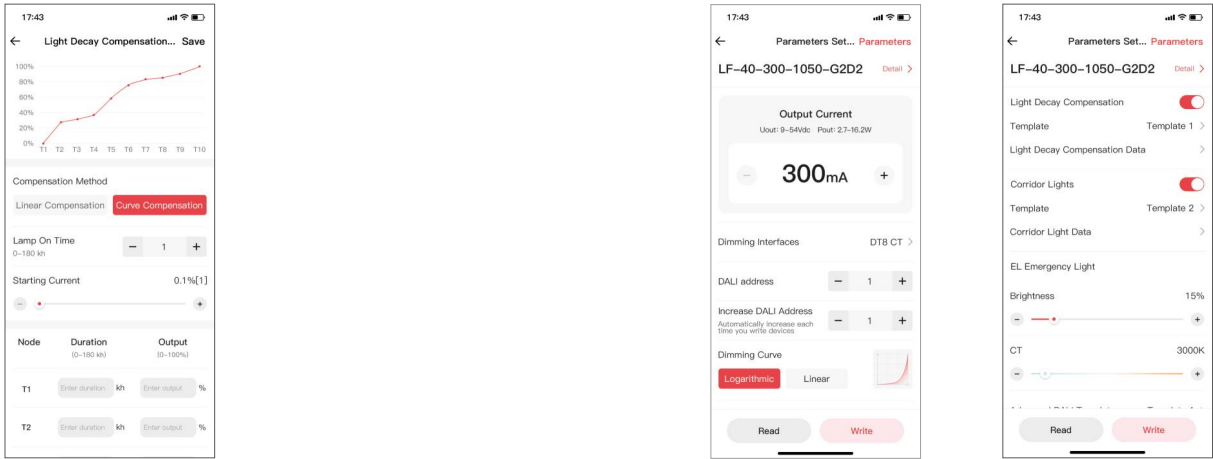 17:43
← Light Decay Compensation... Save
100%
80%
60%
40%
20%
0%
T1 T2 T3 T4 T5 T6 T7 T8 T9 T10
Compensation Method
Linear Compensation Curve Compensation
Lamp On Time
0-180 kh
− 1 +
Starting Current 0.1%[1]
Node Duration Output
(0-180 kh) (0-100%)
T1 Enter duration kh Enter output %
T2 Enter duration kh Enter output %
17:43
← Parameters Set... Parameters
LF-40-300-1050-G2D2 Detail >
Output Current
Uout: 9-54Vdc Pout: 2.7-16.2W
− 300mA +
Dimming Interfaces DT8 CT >
DALI address − 1 +
Increase DALI Address
Automatically increase each
time you write devices
− 1 +
Dimming Curve
Logarithmic Linear
Read Write
17:43
← Parameters Set... Parameters
LF-40-300-1050-G2D2 Detail >
Light Decay Compensation
Template Template 1 >
Light Decay Compensation Data >
Corridor Lights
Template Template 2 >
Corridor Light Data >
EL Emergency Light
Brightness 15%
CT 3000K
Read Write